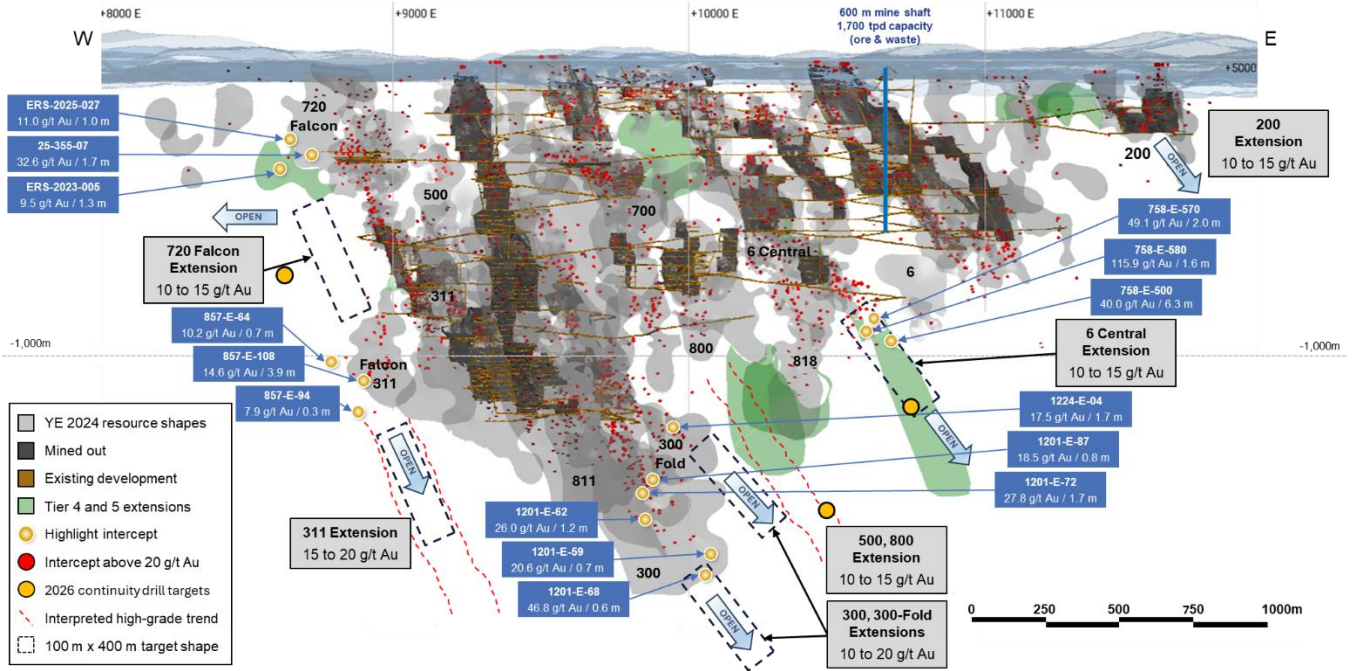 +8000 E
+9000 E
+10000 E
+11000 E
600 m mine shaft
1,700 tpd capacity
(ore & waste)
W
E
+5000
ERS-2025-027
11.0 g/t Au / 1.0 m
25-355-07
32.6 g/t Au / 1.7 m
ERS-2023-005
9.5 g/t Au / 1.3 m
720
Falcon
OPEN
720 Falcon
Extension
10 to 15 g/t Au
500
700
6 Central
6
200
OPEN
200
Extension
10 to 15 g/t Au
758-E-570
49.1 g/t Au / 2.0 m
758-E-580
115.9 g/t Au / 1.6 m
758-E-500
40.0 g/t Au / 6.3 m
311
-1,000m
-1,000m
857-E-64
10.2 g/t Au / 0.7 m
857-E-108
14.6 g/t Au / 3.9 m
857-E-94
7.9 g/t Au / 0.3 m
Falcon
311
800
818
6 Central
Extension
10 to 15 g/t Au
OPEN
1224-E-04
17.5 g/t Au / 1.7 m
1201-E-87
18.5 g/t Au / 0.8 m
1201-E-72
27.8 g/t Au / 1.7 m
300
Fold
811
OPEN
OPEN
311 Extension
15 to 20 g/t Au
1201-E-62
26.0 g/t Au / 1.2 m
1201-E-59
20.6 g/t Au / 0.7 m
1201-E-68
46.8 g/t Au / 0.6 m
300
OPEN
500, 800
Extension
10 to 15 g/t Au
300, 300-Fold
Extensions
10 to 20 g/t Au
YE 2024 resource shapes
Mined out
Existing development
Tier 4 and 5 extensions
Highlight intercept
Intercept above 20 g/t Au
2026 continuity drill targets
Interpreted high-grade trend
100 m x 400 m target shape
0 250 500 750 1000m